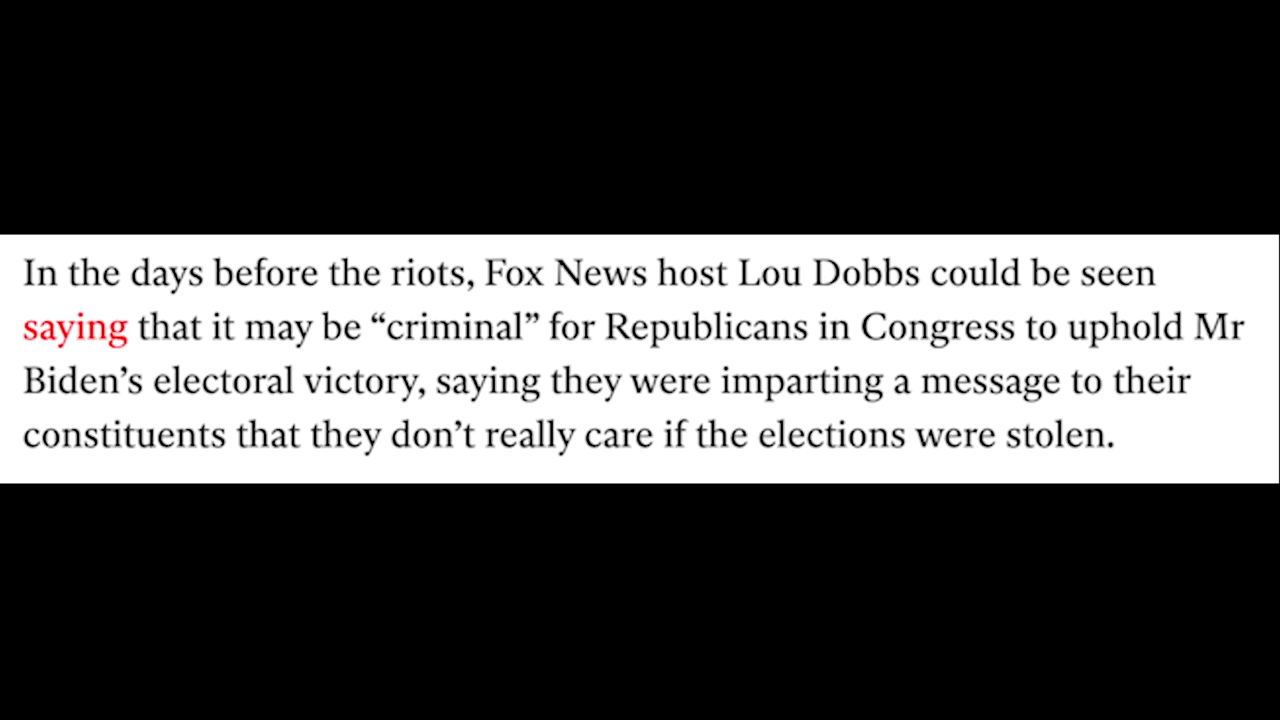 In the days before the riots, Fox News host Lou Dobbs could be seen
saying that it may be “criminal” for Republicans in Congress to uphold Mr
Biden’s electoral victory, saying they were imparting a message to their
constituents that they don’t really care if the elections were stolen.